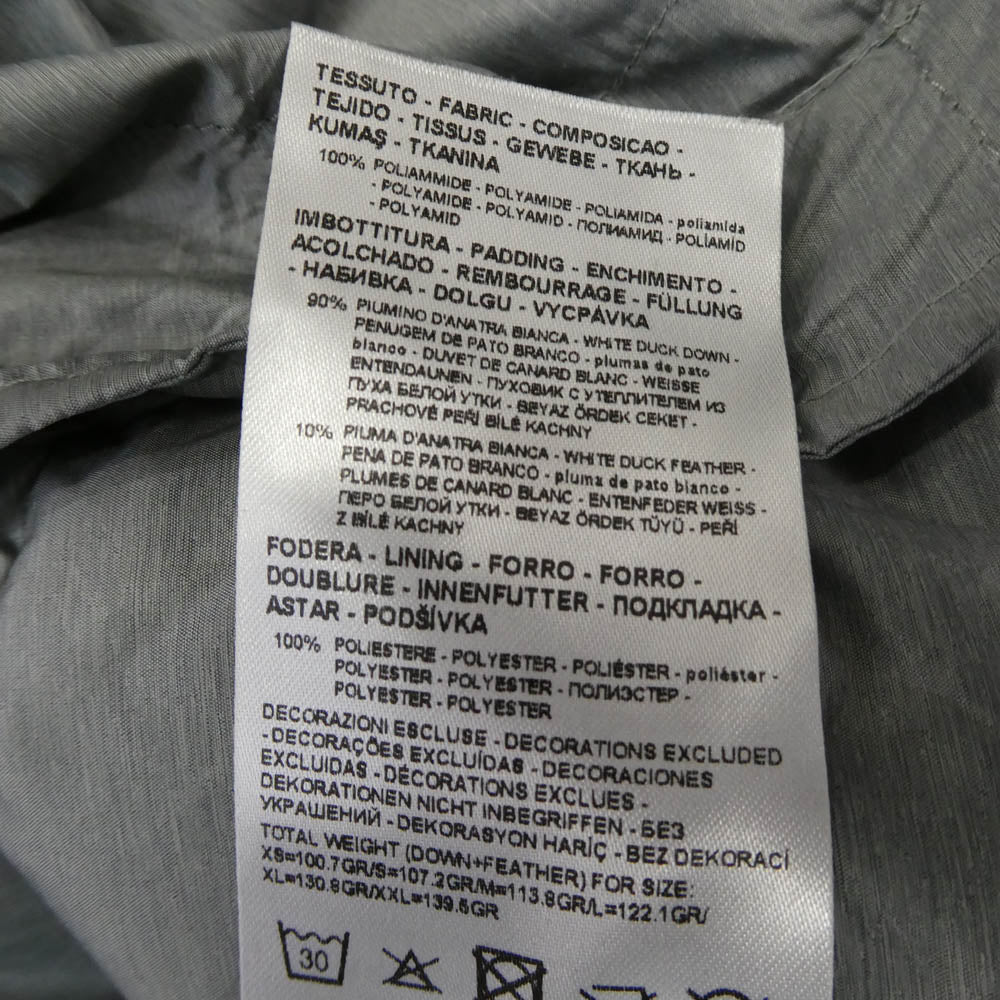 TESSUTO - FABRIC - COMPOSICAO -
TEJIDO - TISSUS - GEWEBE - ТКАНЬ -
KUMAŞ - TKANINA
100% POLIAMMIDE - POLYAMIDE - POLIAMIDA - poliamida
- POLYAMIDE - POLYAMID - ПОЛИАМИД - POLİAMİD
- POLYAMID
IMBOTTITURA - PADDING - ENCHIMENTO -
ACOLCHADO - REMBOURRAGE - FÜLLUNG
- НАБИВКА - DOLGU - VYCPÁVKA
90% PIUMINO D'ANATRA BIANCA - WHITE DUCK DOWN -
PENUGEM DE PATO BRANCO - plumas de pato
blanco - DUVET DE CANARD BLANC - WEISSE
ENTENDAUNEN - ПУХОВИК С УТЕПЛИТЕЛЕМ ИЗ
ПУХА БЕЛОЙ УТКИ - BEYAZ ÖRDEK CEKET -
PRACHOVÉ PEŘÍ BÍLÉ KACHNY
10% PIUMA D'ANATRA BIANCA - WHITE DUCK FEATHER -
PENA DE PATO BRANCO - pluma de pato blanco -
PLUMES DE CANARD BLANC - ENTENFEDER WEISS -
ПЕРО БЕЛОЙ УТКИ - BEYAZ ÖRDEK TÜYÜ - PEŘÍ
Z BÍLÉ KACHNY
FODERA - LINING - FORRO - FORRO -
DOUBLURE - INNENFUTTER - ПОДКЛАДКА -
ASTAR - PODŠÍVKA
100% POLIESTERE - POLYESTER - POLIÉSTER - poliéster -
POLYESTER - POLYESTER - ПОЛИЭСТЕР -
POLYESTER - POLYESTER
DECORAZIONI ESCLUSE - DECORATIONS EXCLUDED
- DECORAÇÕES EXCLUÍDAS - DECORACIONES
EXCLUIDAS - DÉCORATIONS EXCLUES -
DEKORATIONEN NICHT INBEGRIFFEN - БЕЗ
УКРАШЕНИЙ - DEKORASYON HARİÇ - BEZ DEKORACÍ
TOTAL WEIGHT (DOWN+FEATHER) FOR SIZE:
XS=100.7GR/S=107.2GR/M=113.8GR/L=122.1GR/
XL=130.8GR/XXL=139.5GR
30